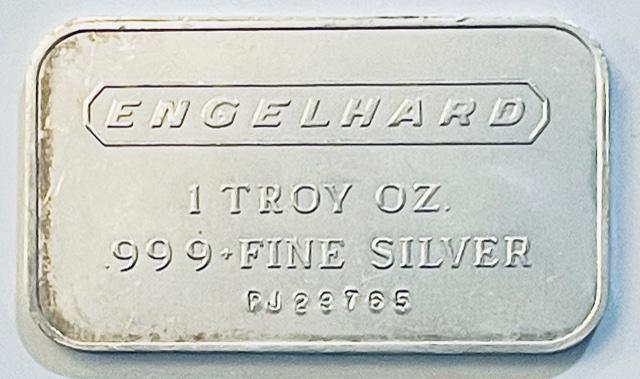 ENGELHARD
1 TROY OZ.
.999+FINE SILVER
PJ29765